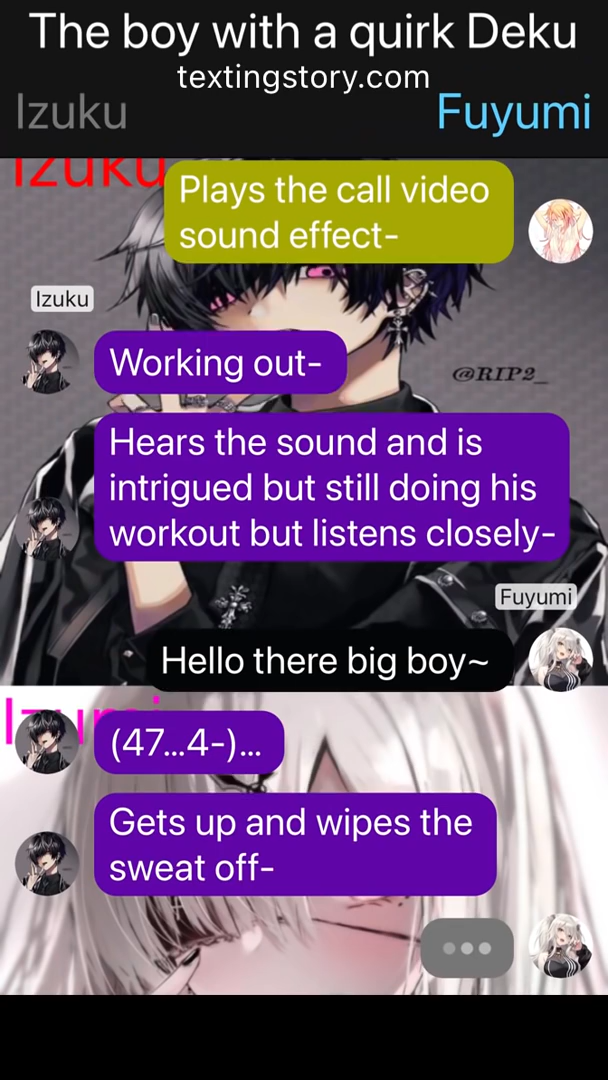 The boy with a quirk Deku
textingstory.com
Izuku
Fuyumi
Izuku
Plays the call video
sound effect-
Izuku
Working out-
@RIP2_
Hears the sound and is
intrigued but still doing his
workout but listens closely-
Fuyumi
Hello there big boy~
Izumi
(47...4-)...
Gets up and wipes the
sweat off-